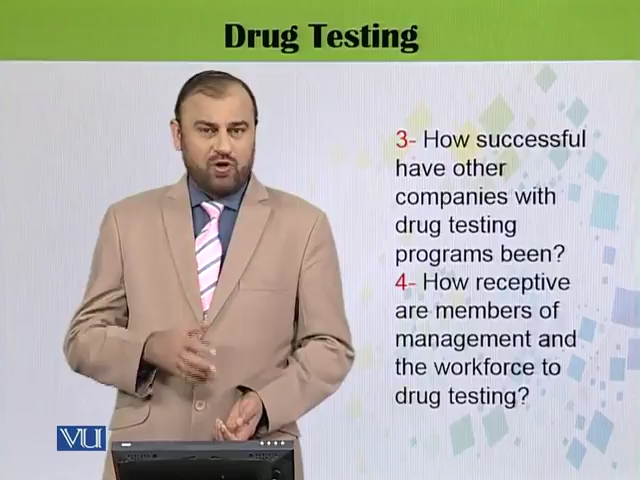 Drug Testing
3- How successful
have other
companies with
drug testing
programs been?
4- How receptive
are members of
management and
the workforce to
drug testing?
VU